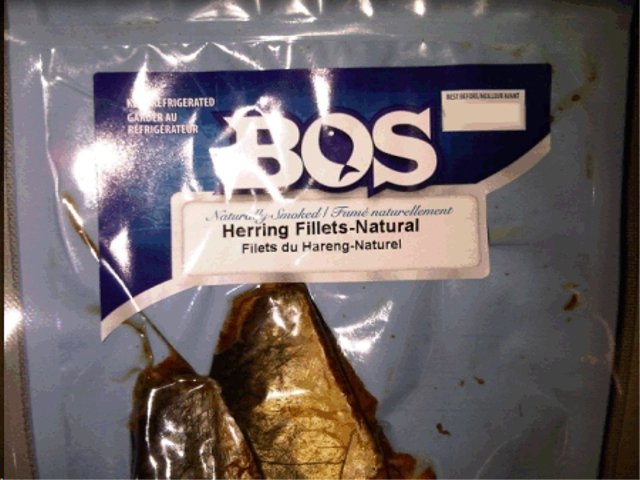 KEEP REFRIGERATED
GARDER AU
RÉFRIGÉRATEUR
BEST BEFORE/MEILLEUR AVANT
BOS
Naturally Smoked / Fumé naturellement
Herring Fillets-Natural
Filets du Hareng-Naturel